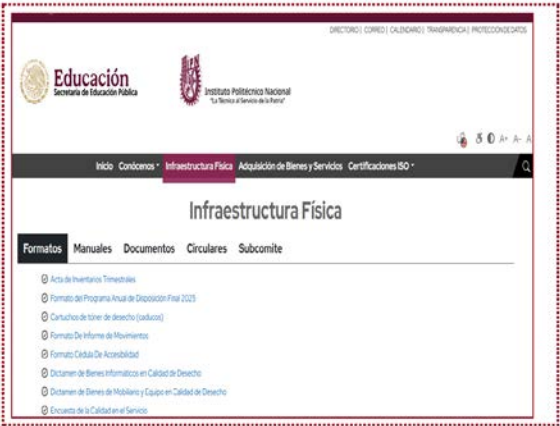 DIRECTORIO | CORREO | CALENDARIO | TRANSPARENCIA | PROTECCION DE DATOS
Educación
Secretaría de Educación Pública
Instituto Politécnico Nacional
"La Técnica al Servicio de la Patria"
A+ A- A
Inicio Conócenos Infraestructura Física Adquisición de Bienes y Servicios Certificaciones ISO
Infraestructura Física
Formatos Manuales Documentos Circulares Subcomite
Acta de Inventarios Trimestrales
Formato del Programa Anual de Disposición Final 2025
Cartuchos de tóner de desecho (caducos)
Formato De Informe de Movimientos
Formato Cédula De Accesibilidad
Dictamen de Bienes Informáticos en Calidad de Desecho
Dictamen de Bienes de Mobiliario y Equipo en Calidad de Desecho
Encuesta de la Calidad en el Servicio